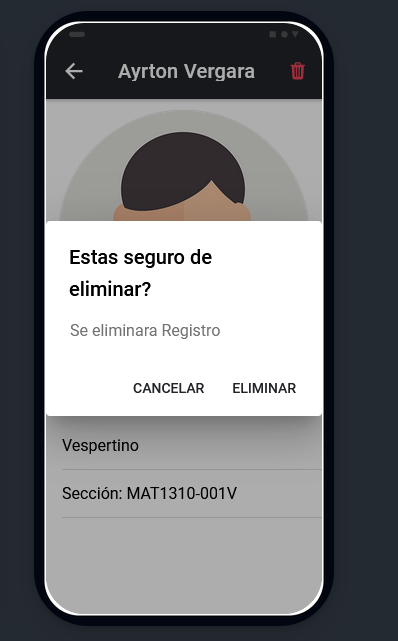 Ayrton Vergara
Estas seguro de
eliminar?
Se eliminara Registro
CANCELAR ELIMINAR
Vespertino
Sección: MAT1310-001V